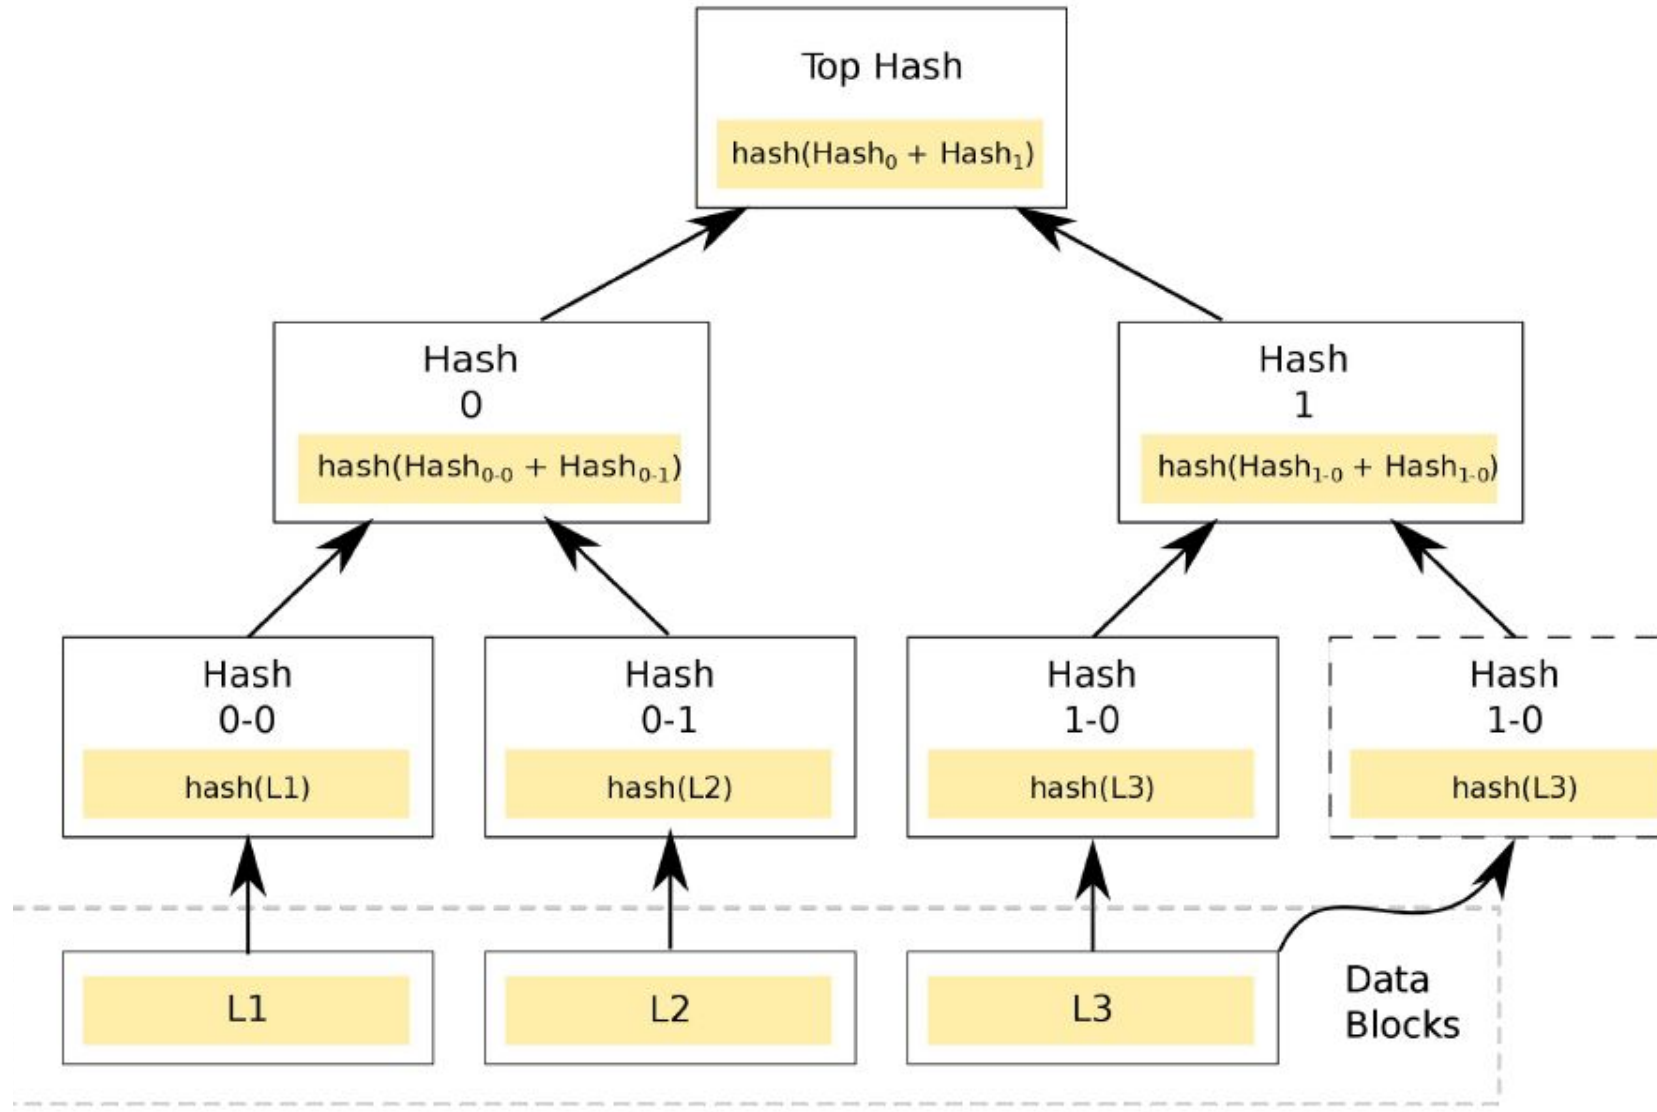 Top Hash
hash(Hash₀ + Hash₁)
Hash
0
hash(Hash₀₋₀ + Hash₀₋₁)
Hash
1
hash(Hash₁₋₀ + Hash₁₋₀)
Hash
0-0
hash(L1)
Hash
0-1
hash(L2)
Hash
1-0
hash(L3)
Hash
1-0
hash(L3)
L1
L2
L3
Data
Blocks